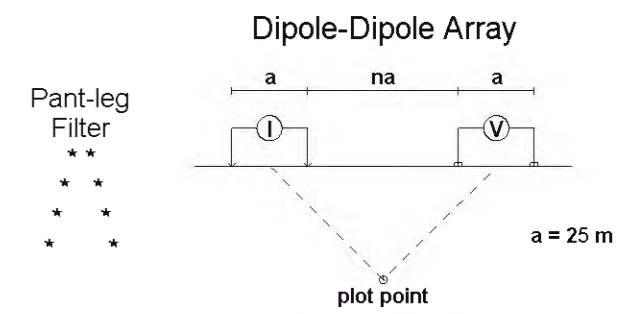 Dipole-Dipole Array
a
na
a
Pant-leg
Filter
I
V
a = 25 m
plot point